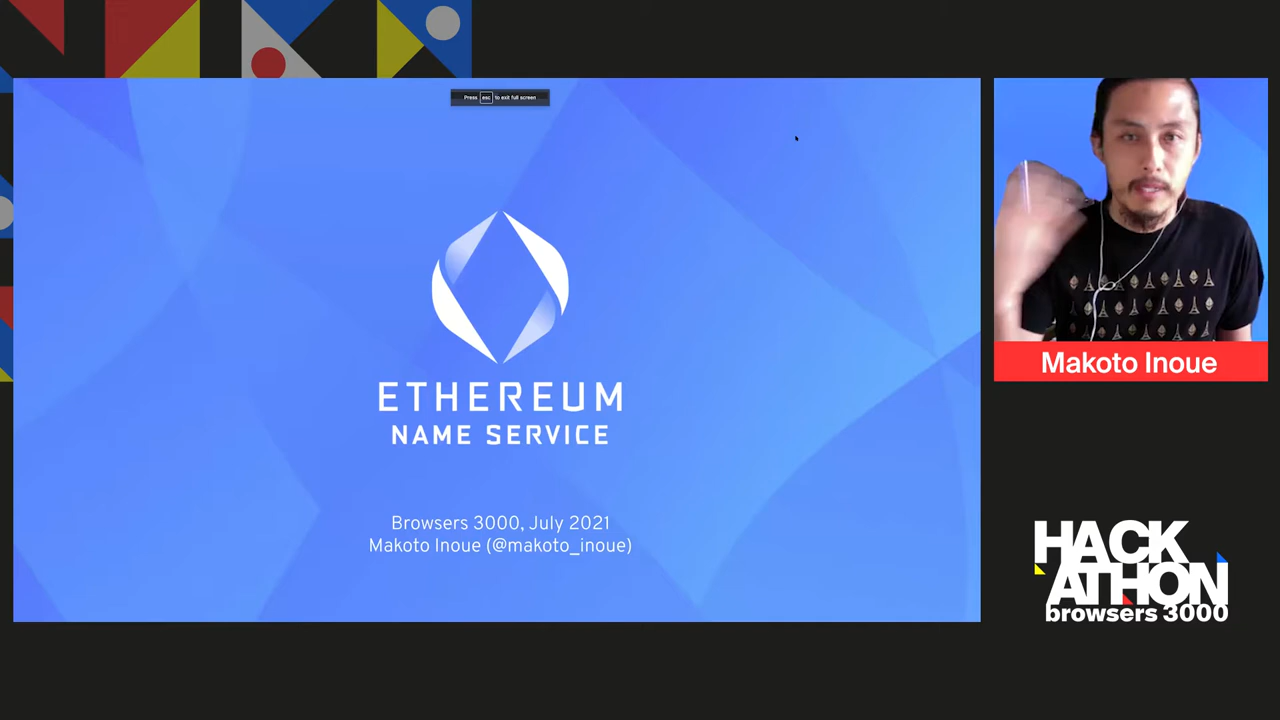 Press esc to exit full screen
ETHEREUM
NAME SERVICE
Browsers 3000, July 2021
Makoto Inoue (@makoto_inoue)
Makoto Inoue
HACK
ATHON
browsers 3000